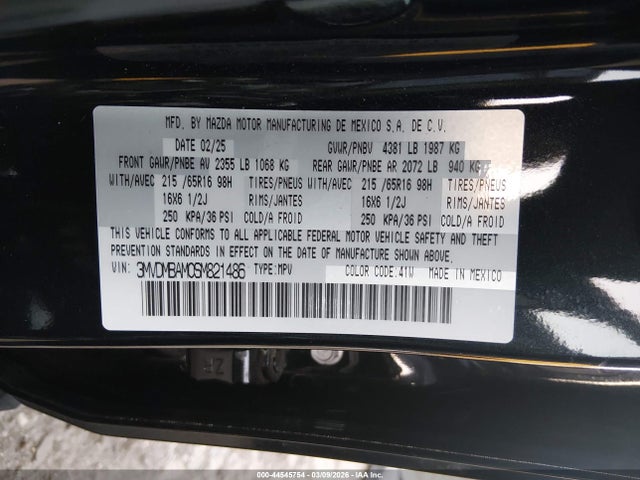 MFD. BY MAZDA MOTOR MANUFACTURING DE MEXICO S.A. DE C.V.
DATE 02/25 GVWR/PNBV 4381 LB 1987 KG
FRONT GAWR/PNBE AV 2355 LB 1068 KG REAR GAWR/PNBE AR 2072 LB 940 KG
WITH/AVEC 215 /65R16 98H TIRES/PNEUS WITH/AVEC 215 /65R16 98H TIRES/PNEUS
16X6 1/2J RIMS/JANTES 16X6 1/2J RIMS/JANTES
250 KPA/36 PSI COLD/A FROID 250 KPA/36 PSI COLD/A FROID
THIS VEHICLE CONFORMS TO ALL APPLICABLE FEDERAL MOTOR VEHICLE SAFETY AND THEFT
PREVENTION STANDARDS IN EFFECT ON THE DATE OF MANUFACTURE SHOWN ABOVE.
VIN: 3MVDMBAM0SM821486 TYPE: MPV COLOR CODE: 41W MADE IN MEXICO
ZF
000-44545754 | 03/09/2026 - IAA Inc.